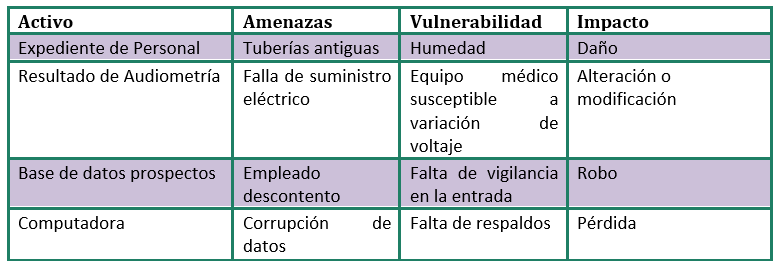 Activo Amenazas Vulnerabilidad Impacto
Expediente de Personal Tuberías antiguas Humedad Daño
Resultado de Audiometría Falla de suministro Equipo médico Alteración o
eléctrico susceptible a modificación
variación de
voltaje
Base de datos prospectos Empleado Falta de vigilancia Robo
descontento en la entrada
Computadora Corrupción de Falta de respaldos Pérdida
datos